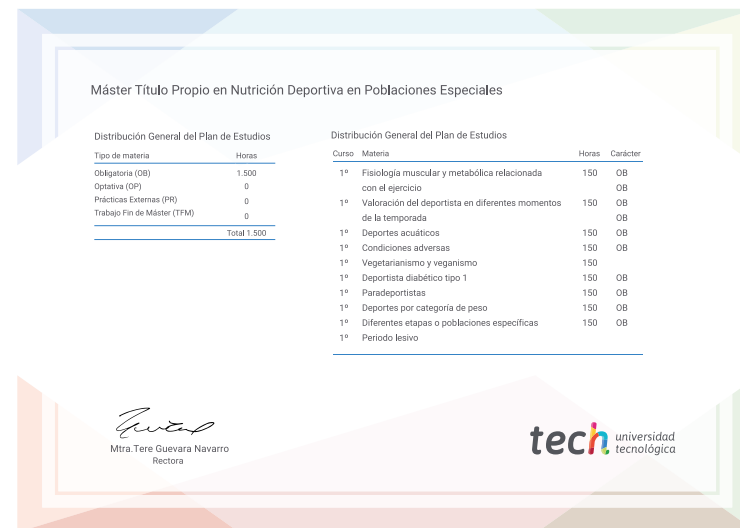 Máster Título Propio en Nutrición Deportiva en Poblaciones Especiales
Distribución General del Plan de Estudios
Tipo de materia Horas
Obligatoria (OB) 1.500
Optativa (OP) 0
Prácticas Externas (PR) 0
Trabajo Fin de Máster (TFM) 0
Total 1.500
Distribución General del Plan de Estudios
Curso Materia Horas Carácter
1º Fisiología muscular y metabólica relacionada 150 OB
con el ejercicio OB
1º Valoración del deportista en diferentes momentos 150 OB
de la temporada OB
1º Deportes acuáticos 150 OB
1º Condiciones adversas 150 OB
1º Vegetarianismo y veganismo 150
1º Deportista diabético tipo 1 150 OB
1º Paradeportistas 150 OB
1º Deportes por categoría de peso 150 OB
1º Diferentes etapas o poblaciones específicas 150 OB
1º Periodo lesivo
Mtra.Tere Guevara Navarro
Rectora
tech universidad
tecnológica